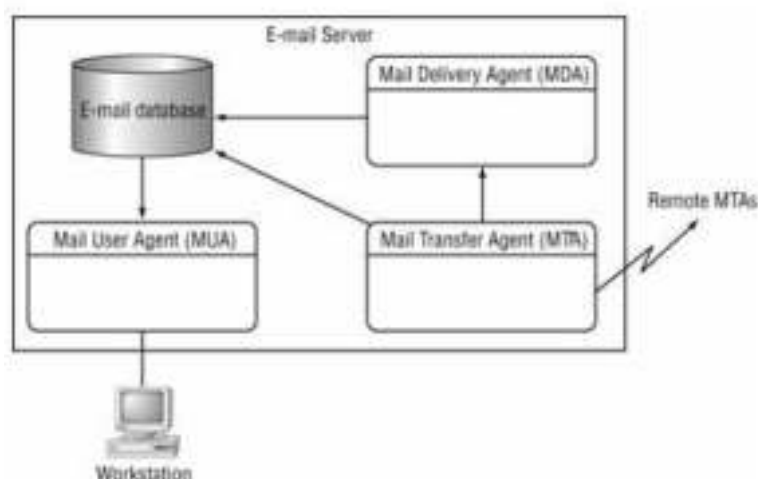 E-mail Server
Mail Delivery Agent (MDA)
E-mail database
Remote MTAs
Mail User Agent (MUA)
Mail Transfer Agent (MTA)
Workstation